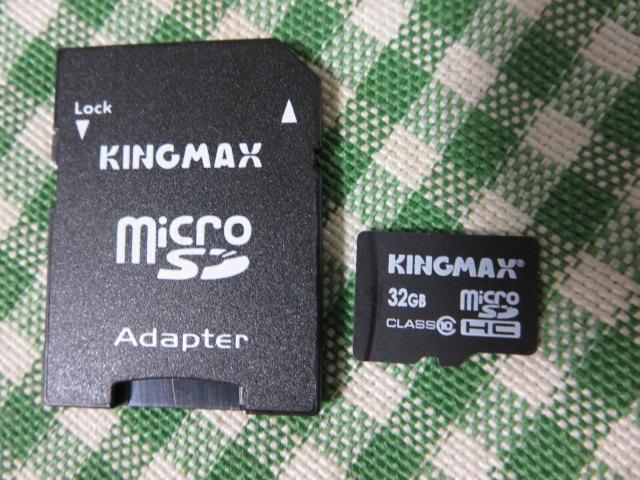 Lock
KINGMAX
micro
SD
Adapter
KINGMAX®
32GB micro
SD
CLASS 10 HC